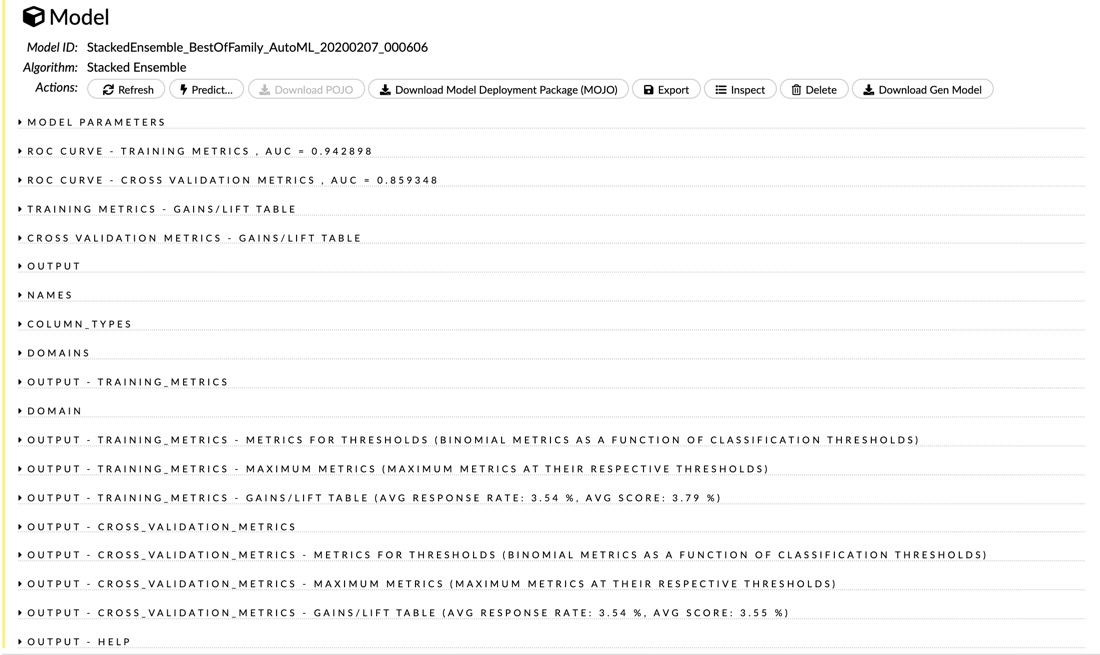 Model
Model ID: StackedEnsemble_BestOfFamily_AutoML_20200207_000606
Algorithm: Stacked Ensemble
Actions: Refresh Predict... Download POJO Download Model Deployment Package (MOJO) Export Inspect Delete Download Gen Model
MODEL PARAMETERS
ROC CURVE - TRAINING METRICS , AUC = 0.942898
ROC CURVE - CROSS VALIDATION METRICS , AUC = 0.859348
TRAINING METRICS - GAINS/LIFT TABLE
CROSS VALIDATION METRICS - GAINS/LIFT TABLE
OUTPUT
NAMES
COLUMN_TYPES
DOMAINS
OUTPUT - TRAINING_METRICS
DOMAIN
OUTPUT - TRAINING_METRICS - METRICS FOR THRESHOLDS (BINOMIAL METRICS AS A FUNCTION OF CLASSIFICATION THRESHOLDS)
OUTPUT - TRAINING_METRICS - MAXIMUM METRICS (MAXIMUM METRICS AT THEIR RESPECTIVE THRESHOLDS)
OUTPUT - TRAINING_METRICS - GAINS/LIFT TABLE (AVG RESPONSE RATE: 3.54 %, AVG SCORE: 3.79 %)
OUTPUT - CROSS_VALIDATION_METRICS
OUTPUT - CROSS_VALIDATION_METRICS - METRICS FOR THRESHOLDS (BINOMIAL METRICS AS A FUNCTION OF CLASSIFICATION THRESHOLDS)
OUTPUT - CROSS_VALIDATION_METRICS - MAXIMUM METRICS (MAXIMUM METRICS AT THEIR RESPECTIVE THRESHOLDS)
OUTPUT - CROSS_VALIDATION_METRICS - GAINS/LIFT TABLE (AVG RESPONSE RATE: 3.54 %, AVG SCORE: 3.55 %)
OUTPUT - HELP